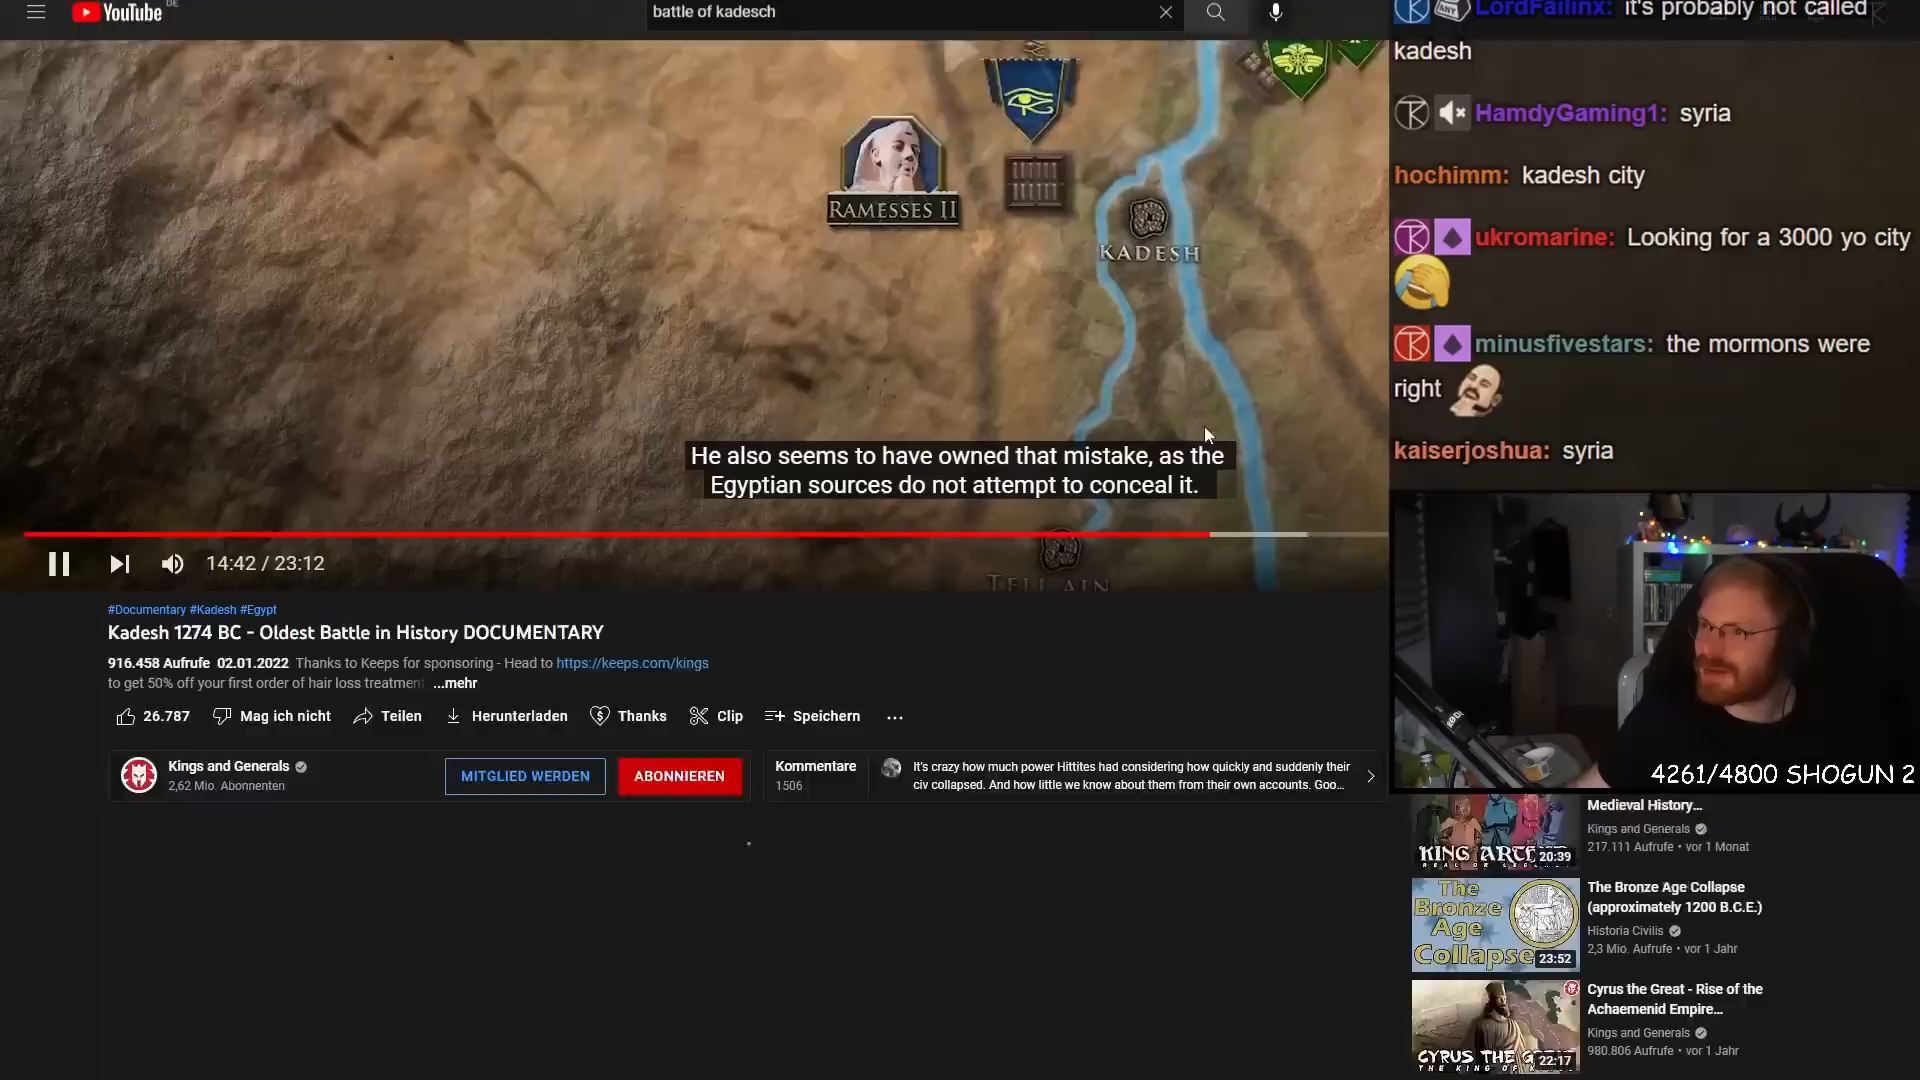 YouTube DE
battle of kadesch
RAMESSES II
KADESH
He also seems to have owned that mistake, as the
Egyptian sources do not attempt to conceal it.
TELL AIN
14:42 / 23:12
#Documentary #Kadesh #Egypt
Kadesh 1274 BC - Oldest Battle in History DOCUMENTARY
916.458 Aufrufe 02.01.2022 Thanks to Keeps for sponsoring - Head to https://keeps.com/kings
to get 50% off your first order of hair loss treatment ...mehr
26.787 Mag ich nicht Teilen Herunterladen Thanks Clip Speichern
Kings and Generals
2,62 Mio. Abonnenten
MITGLIED WERDEN
ABONNIEREN
Kommentare
1506
It's crazy how much power Hittites had considering how quickly and suddenly their
civ collapsed. And how little we know about them from their own accounts. Goo...
LordFailinx: it's probably not called
kadesh
HamdyGaming1: syria
hochimm: kadesh city
ukromarine: Looking for a 3000 yo city
minusfivestars: the mormons were
right
kaiserjoshua: syria
4261/4800 SHOGUN 2
Medieval History...
Kings and Generals
217.111 Aufrufe • vor 1 Monat
20:39
The Bronze Age Collapse
(approximately 1200 B.C.E.)
Historia Civilis
2,3 Mio. Aufrufe • vor 1 Jahr
The
Bronze
Age
Collapse
23:52
Cyrus the Great - Rise of the
Achaemenid Empire...
Kings and Generals
980.806 Aufrufe • vor 1 Jahr
CYRUS THE
22:17